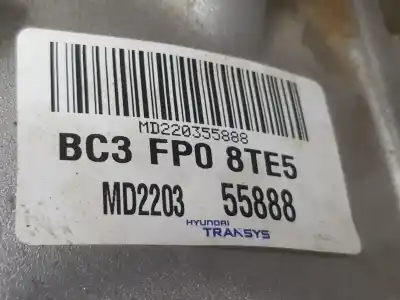 MD220355888
BC3 FP0 8TE5
MD2203 55888
HYUNDAI
TRANSYS